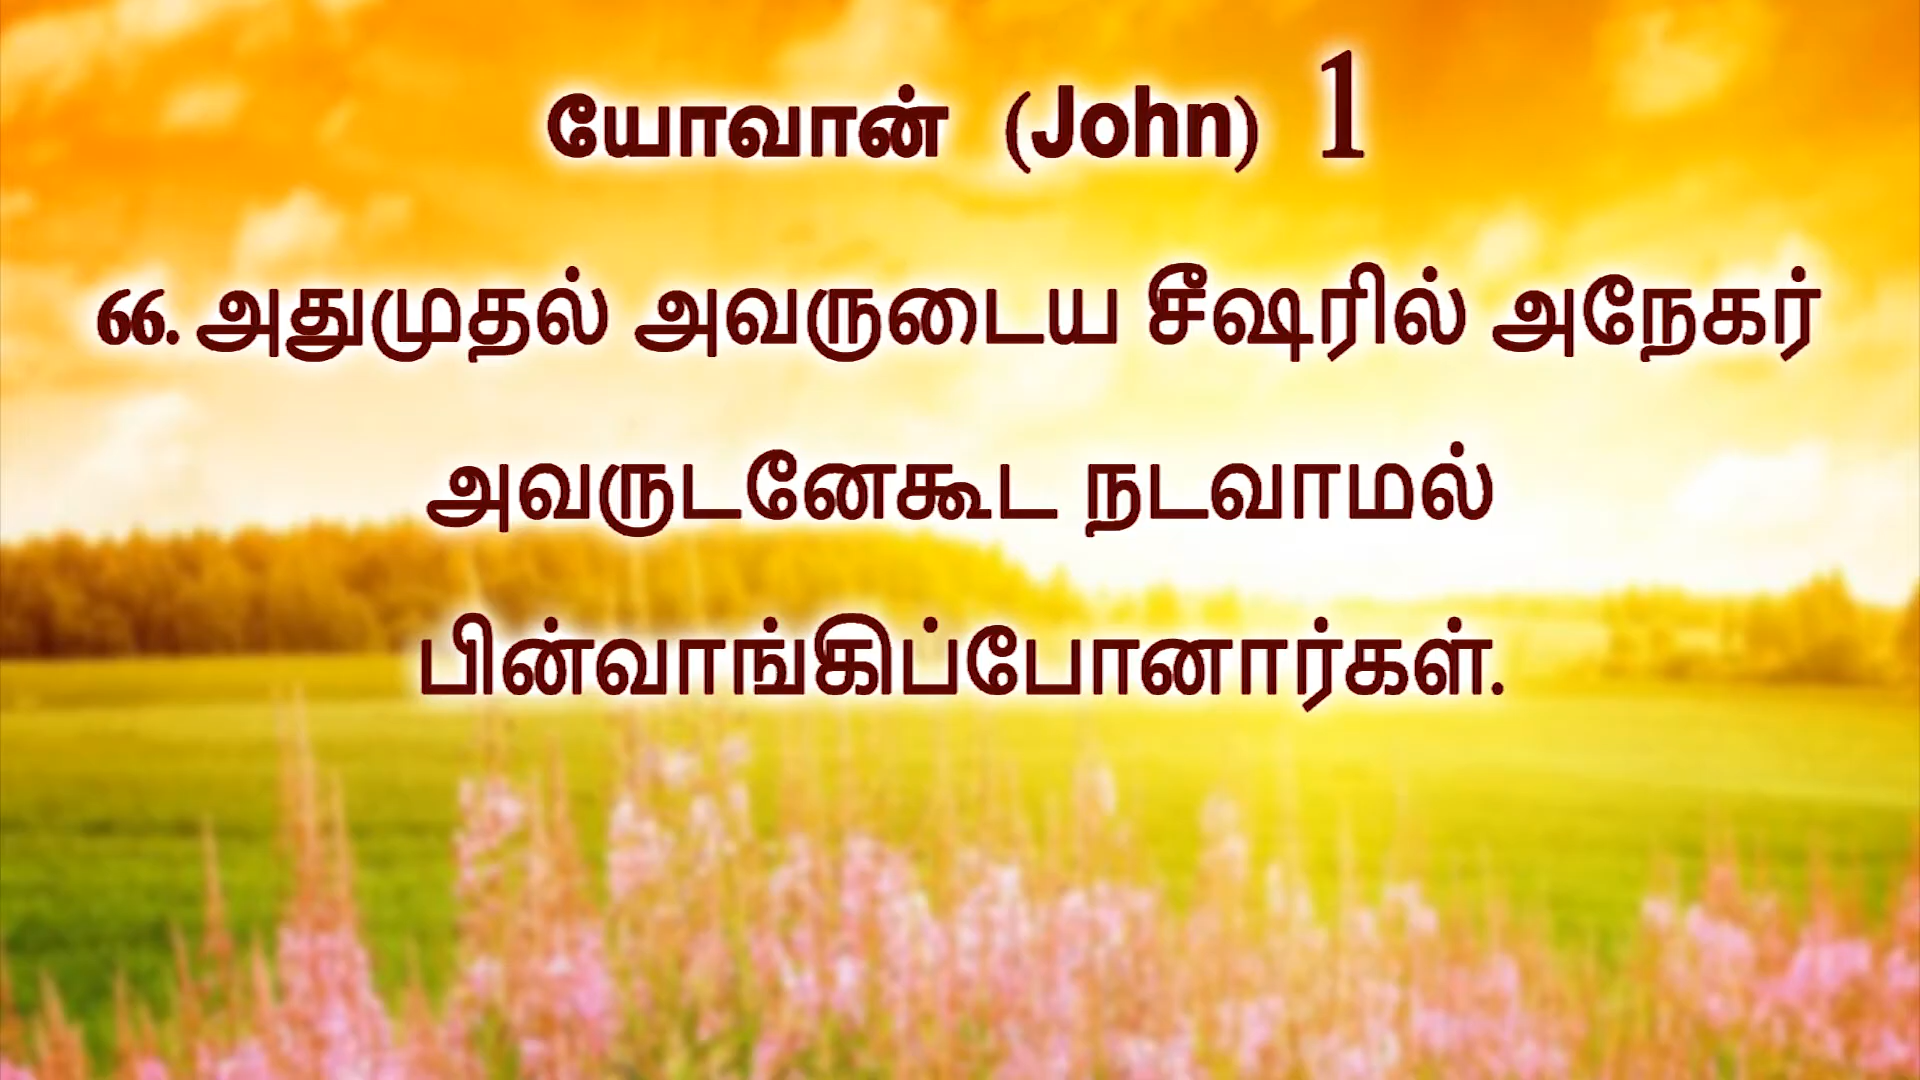 யோவான் (John) 1
66. அதுமுதல் அவருடைய சீஷரில் அநேகர்
அவருடனேகூட நடவாமல்
பின்வாங்கிப்போனார்கள்.